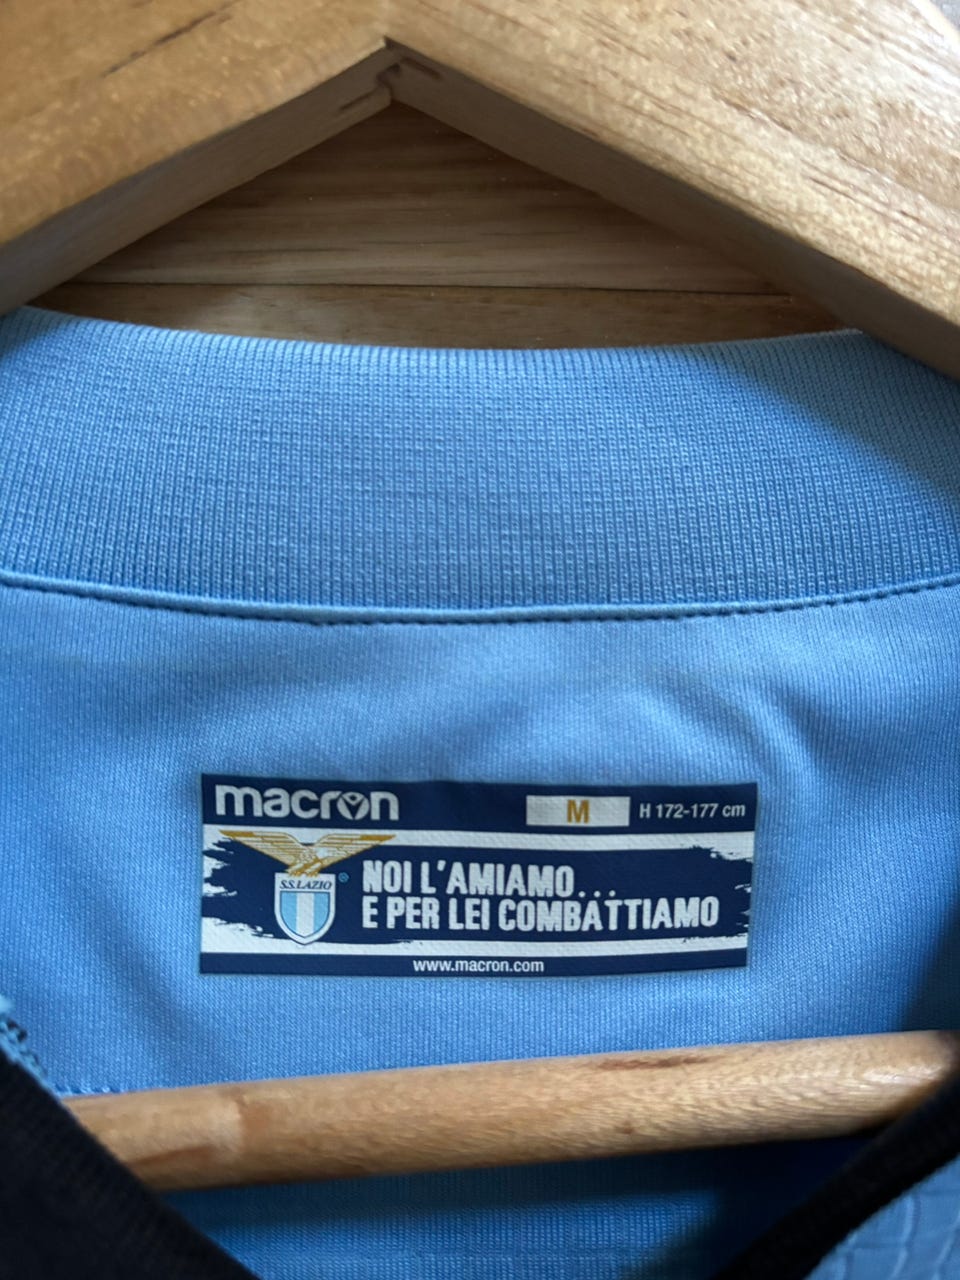 macron
M
H 172-177 cm
S.S.LAZIO ®
NOI L'AMIAMO...
E PER LEI COMBATTIAMO
www.macron.com